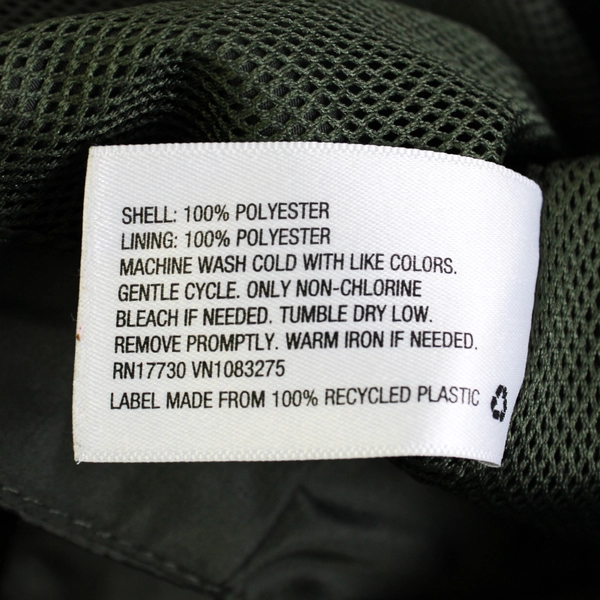 SHELL: 100% POLYESTER
LINING: 100% POLYESTER
MACHINE WASH COLD WITH LIKE COLORS.
GENTLE CYCLE. ONLY NON-CHLORINE
BLEACH IF NEEDED. TUMBLE DRY LOW.
REMOVE PROMPTLY. WARM IRON IF NEEDED.
RN17730 VN1083275
LABEL MADE FROM 100% RECYCLED PLASTIC